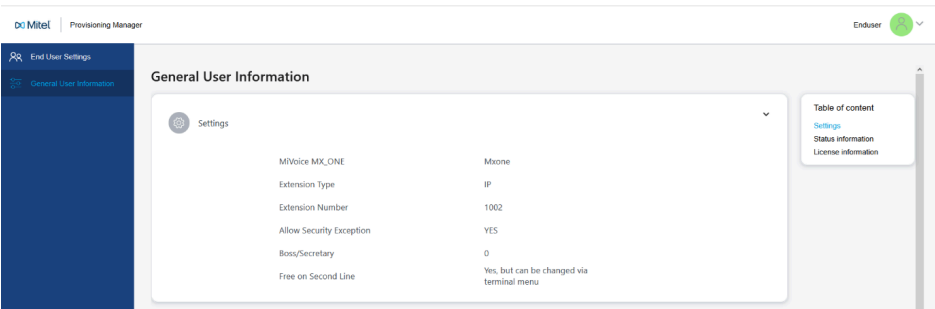 Mitel Provisioning Manager
Enduser
End User Settings
General User Information
General User Information
Settings
MiVoice MX_ONE Mxone
Extension Type IP
Extension Number 1002
Allow Security Exception YES
Boss/Secretary 0
Free on Second Line Yes, but can be changed via
terminal menu
Table of content
Settings
Status information
License information